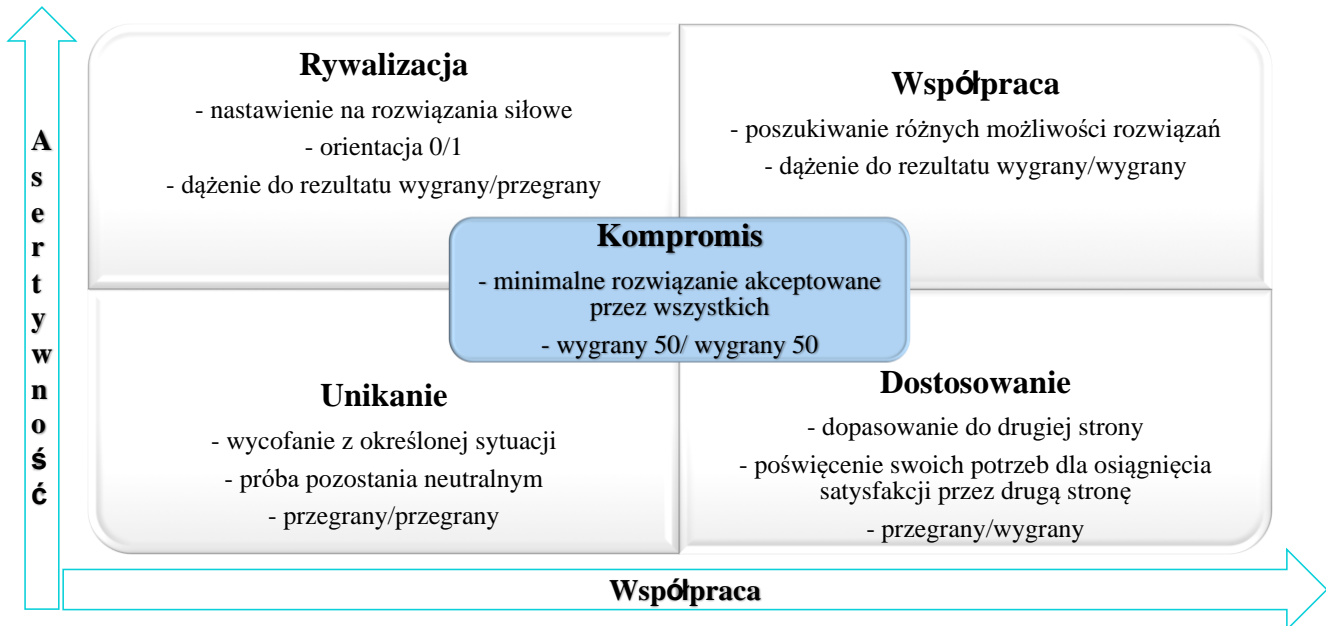 Asertywność
Rywalizacja
- nastawienie na rozwiązania siłowe
- orientacja 0/1
- dążenie do rezultatu wygrany/przegrany
Współpraca
- poszukiwanie różnych możliwości rozwiązań
- dążenie do rezultatu wygrany/wygrany
Kompromis
- minimalne rozwiązanie akceptowane
przez wszystkich
- wygrany 50/ wygrany 50
Unikanie
- wycofanie z określonej sytuacji
- próba pozostania neutralnym
- przegrany/przegrany
Dostosowanie
- dopasowanie do drugiej strony
- poświęcenie swoich potrzeb dla osiągnięcia
satysfakcji przez drugą stronę
- przegrany/wygrany
Współpraca